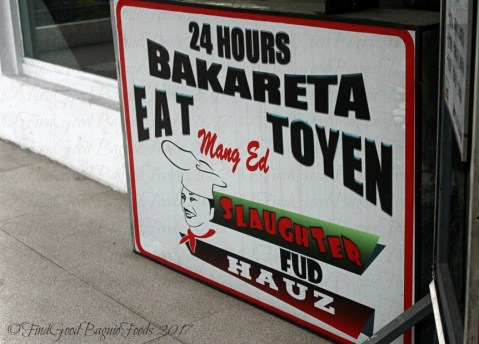 24 HOURS
BAKARETA
EAT TOYEN
Mang Ed
SLAUGHTER
FUD
HAUZ
©FindGoodBaguioFoods 2017